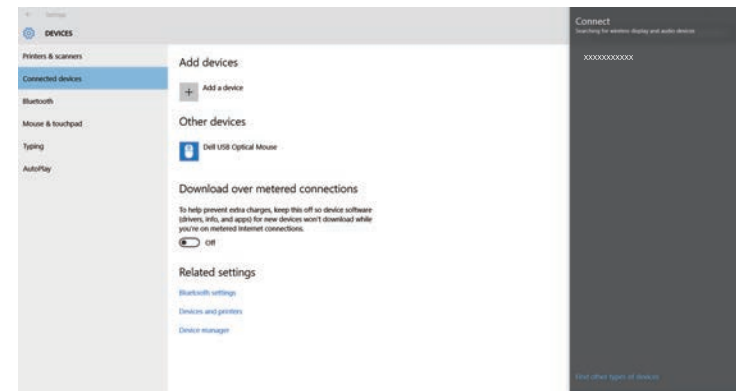 Settings
DEVICES
Printers & scanners
Connected devices
Bluetooth
Mouse & touchpad
Typing
AutoPlay
Add devices
+ Add a device
Other devices
Dell USB Optical Mouse
Download over metered connections
To help prevent extra charges, keep this off so device software
(drivers, info, and apps) for new devices won't download while
you're on metered Internet connections.
Off
Related settings
Bluetooth settings
Devices and printers
Device manager
Connect
Searching for wireless display and audio devices
xxxxxxxxxxx
Find other types of devices